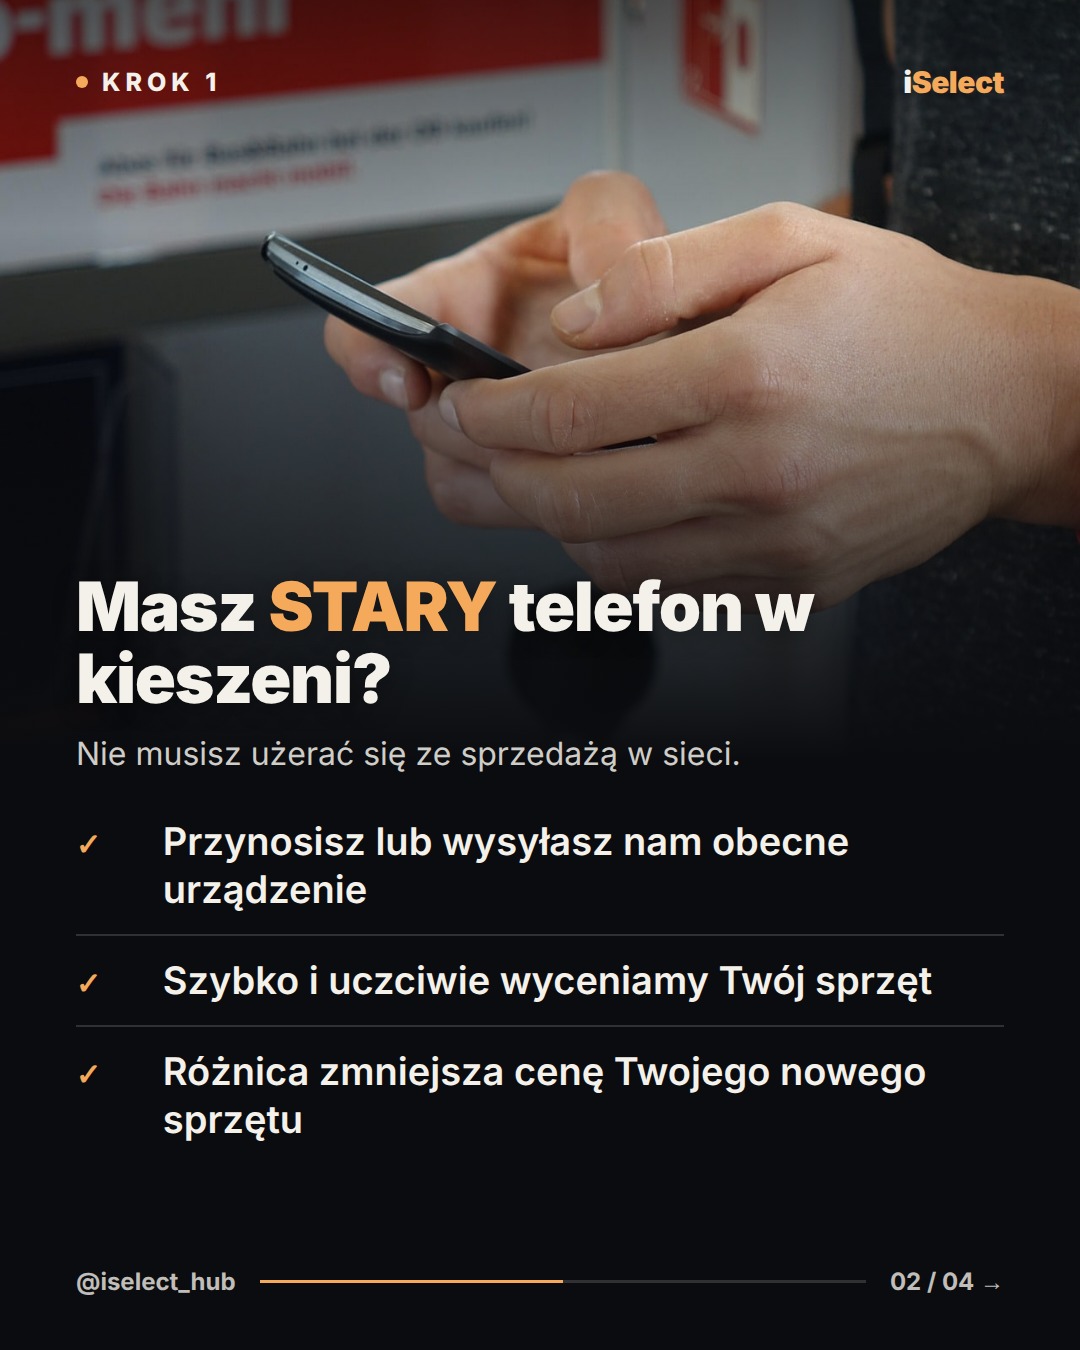 KROK 1
iSelect
Masz STARY telefon w
kieszeni?
Nie musisz użerać się ze sprzedażą w sieci.
✓ Przynosisz lub wysyłasz nam obecne
urządzenie
✓ Szybko i uczciwie wyceniamy Twój sprzęt
✓ Różnica zmniejsza cenę Twojego nowego
sprzętu
@iselect_hub
02 / 04 →